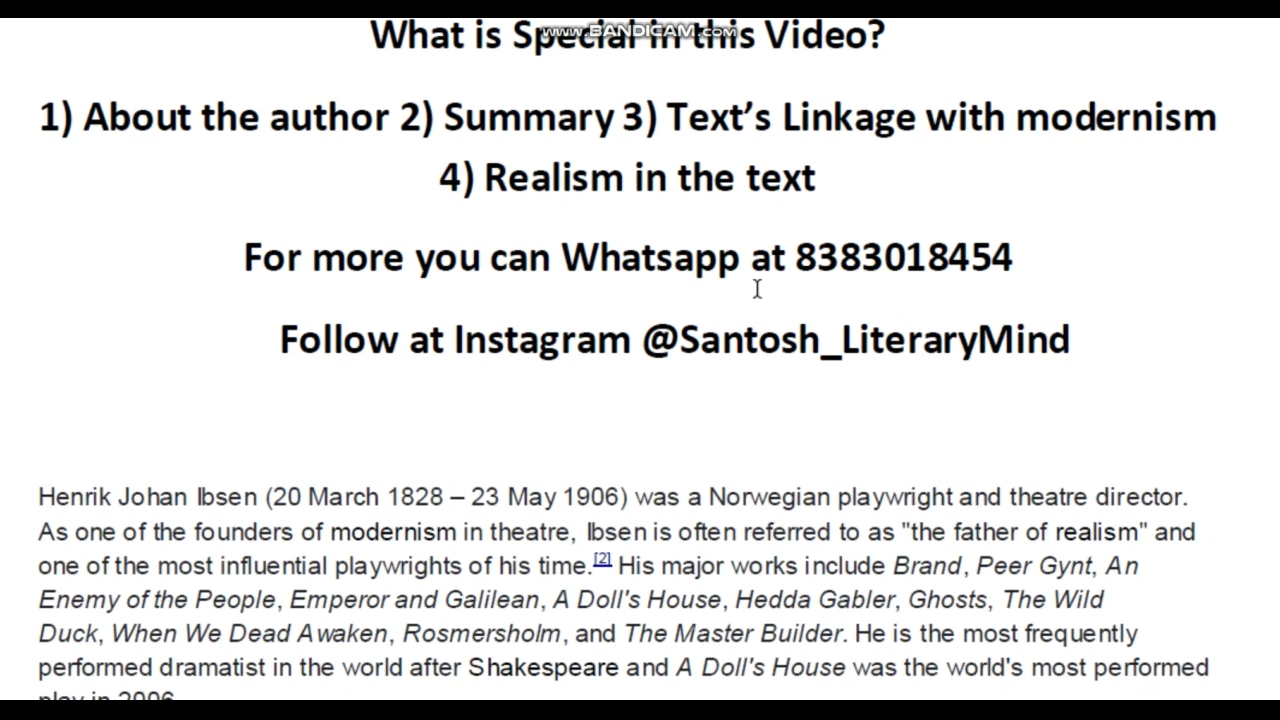 What is Special in this Video?
www.BANDICAM.com
1) About the author 2) Summary 3) Text’s Linkage with modernism
4) Realism in the text
For more you can Whatsapp at 8383018454
Follow at Instagram @Santosh_LiteraryMind
Henrik Johan Ibsen (20 March 1828 – 23 May 1906) was a Norwegian playwright and theatre director.
As one of the founders of modernism in theatre, Ibsen is often referred to as "the father of realism" and
one of the most influential playwrights of his time.[2] His major works include Brand, Peer Gynt, An
Enemy of the People, Emperor and Galilean, A Doll's House, Hedda Gabler, Ghosts, The Wild
Duck, When We Dead Awaken, Rosmersholm, and The Master Builder. He is the most frequently
performed dramatist in the world after Shakespeare and A Doll's House was the world's most performed
play in 2006